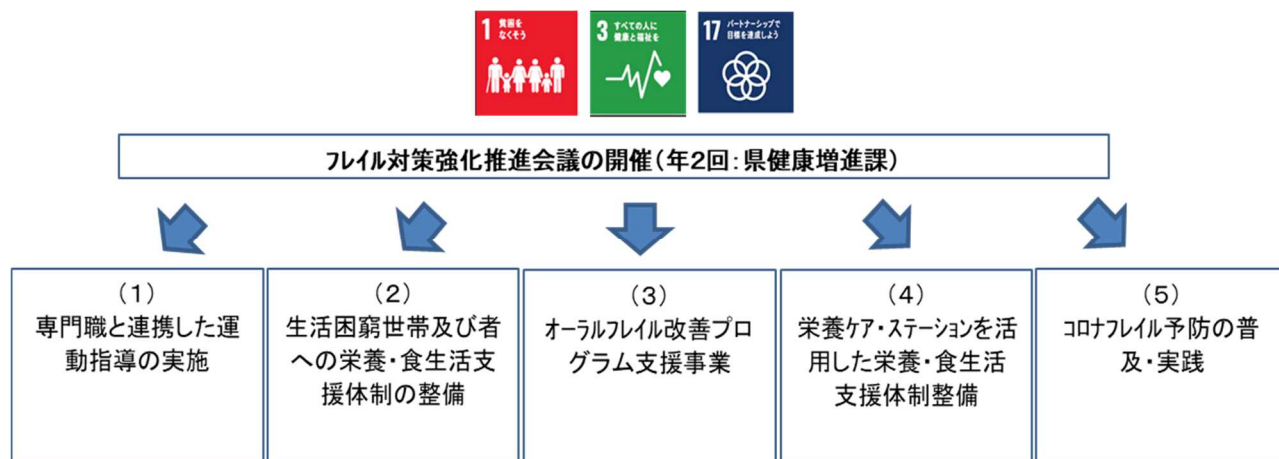 1 貧困を
なくそう
3 すべての人に
健康と福祉を
17 パートナーシップで
目標を達成しよう
フレイル対策強化推進会議の開催(年2回:県健康増進課)
(1)
専門職と連携した運
動指導の実施
(2)
生活困窮世帯及び者
への栄養・食生活支
援体制の整備
(3)
オーラルフレイル改善プロ
グラム支援事業
(4)
栄養ケア・ステーションを活
用した栄養・食生活
支援体制整備
(5)
コロナフレイル予防の普
及・実践